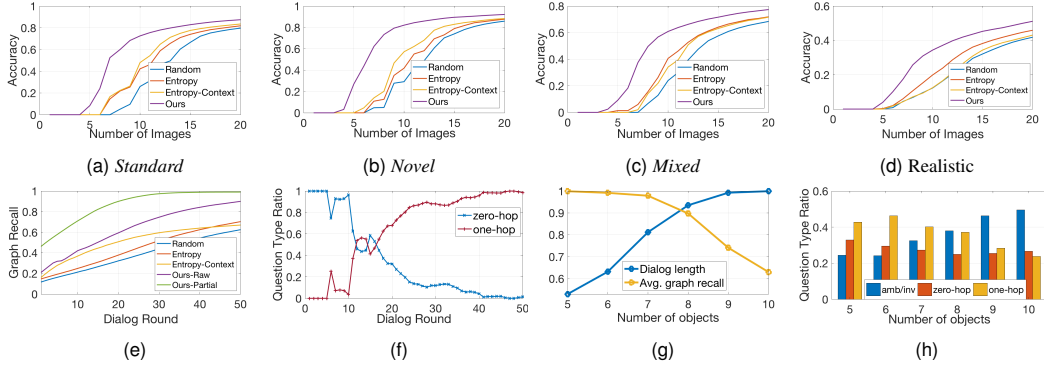 Accuracy
1
0.8
0.6
0.4
0.2
0
0 5 10 15 20
Number of Images
Random
Entropy
Entropy-Context
Ours
(a) Standard
Accuracy
1
0.8
0.6
0.4
0.2
0
0 5 10 15 20
Number of Images
Random
Entropy
Entropy-Context
Ours
(b) Novel
Accuracy
0.8
0.6
0.4
0.2
0
0 5 10 15 20
Number of Images
Random
Entropy
Entropy-Context
Ours
(c) Mixed
Accuracy
0.6
0.4
0.2
0.0
0 5 10 15 20
Number of Images
Random
Entropy
Entropy-Context
Ours
(d) Realistic
Graph Recall
1
0.8
0.6
0.4
0.2
0
0 10 20 30 40 50
Dialog Round
Random
Entropy
Entropy-Context
Ours-Raw
Ours-Partial
(e)
Question Type Ratio
1
0.8
0.6
0.4
0.2
0
0 10 20 30 40 50
Dialog Round
zero-hop
one-hop
(f)
1
0.9
0.8
0.7
0.6
5 6 7 8 9 10
Number of objects
Dialog length
Avg. graph recall
(g)
Question Type Ratio
0.6
0.4
0.2
0.0
5 6 7 8 9 10
Number of objects
amb/inv zero-hop one-hop
(h)